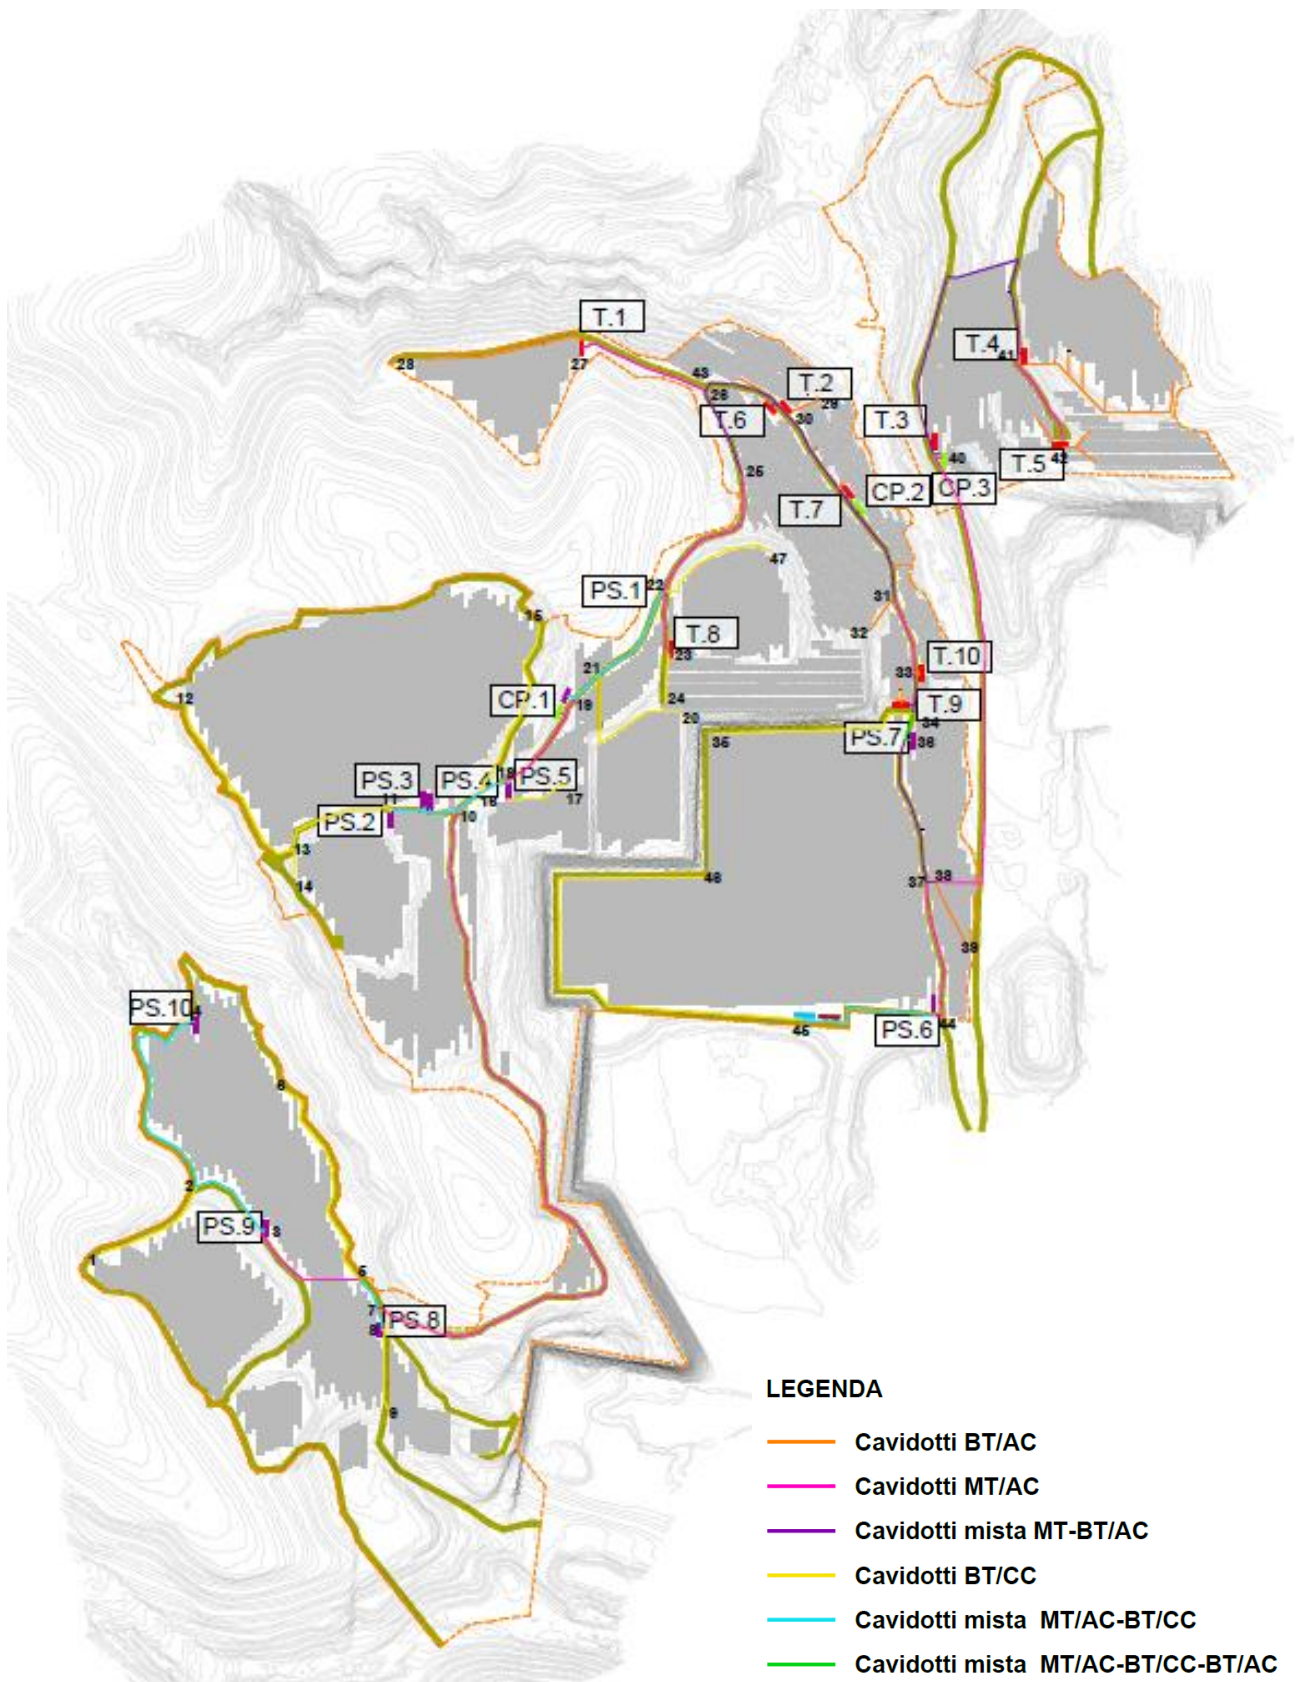 T.1
28
27
43
26
T.2
29
T.6
30
T.4
41
T.3
40
T.5
42
25
CP.2
CP.3
T.7
47
PS.1
22
31
32
15
T.8
23
21
T.10
33
12
CP.1
19
24
20
T.9
34
35
PS.7
36
PS.3
PS.4
18
PS.5
11
16
17
PS.2
10
13
14
46
37
38
39
PS.10
4
45
PS.6
44
6
2
PS.9
3
1
5
7
PS.8
8
9
LEGENDA
Cavidotti BT/AC
Cavidotti MT/AC
Cavidotti mista MT-BT/AC
Cavidotti BT/CC
Cavidotti mista MT/AC-BT/CC
Cavidotti mista MT/AC-BT/CC-BT/AC